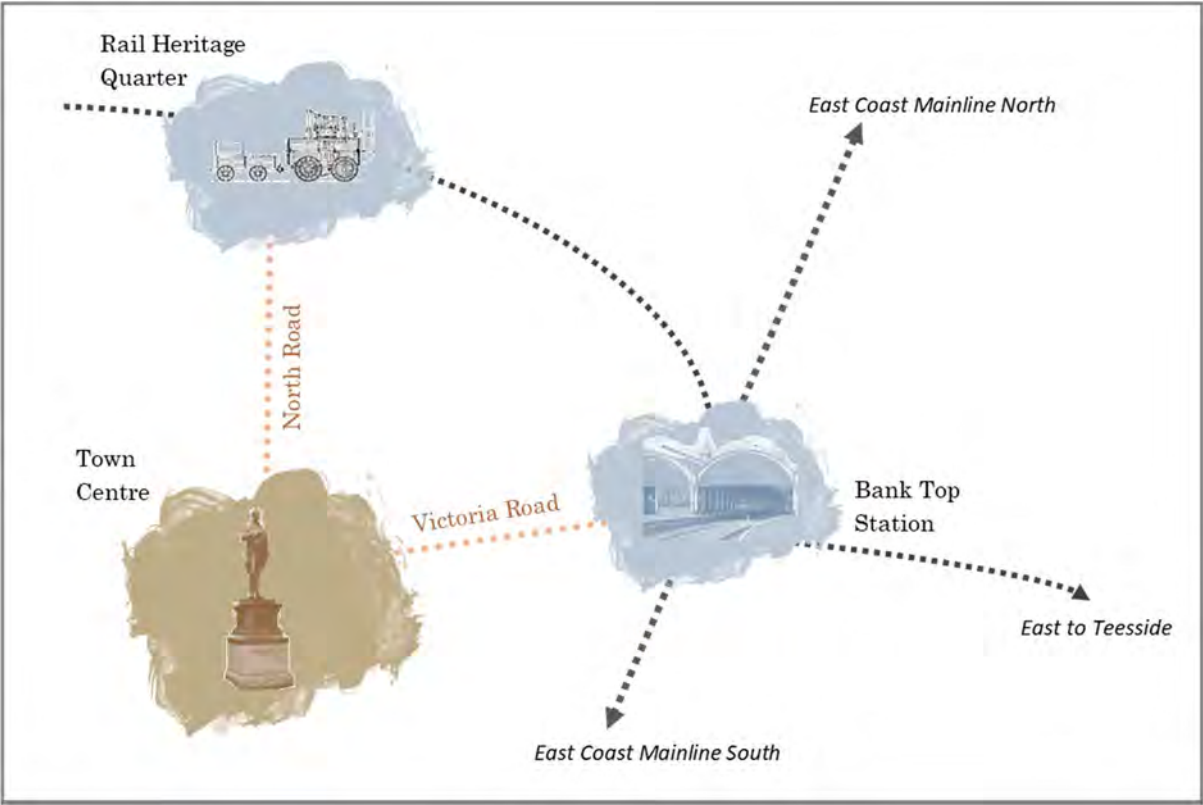 Rail Heritage
Quarter
East Coast Mainline North
North Road
Town
Centre
Victoria Road
Bank Top
Station
East to Teesside
East Coast Mainline South